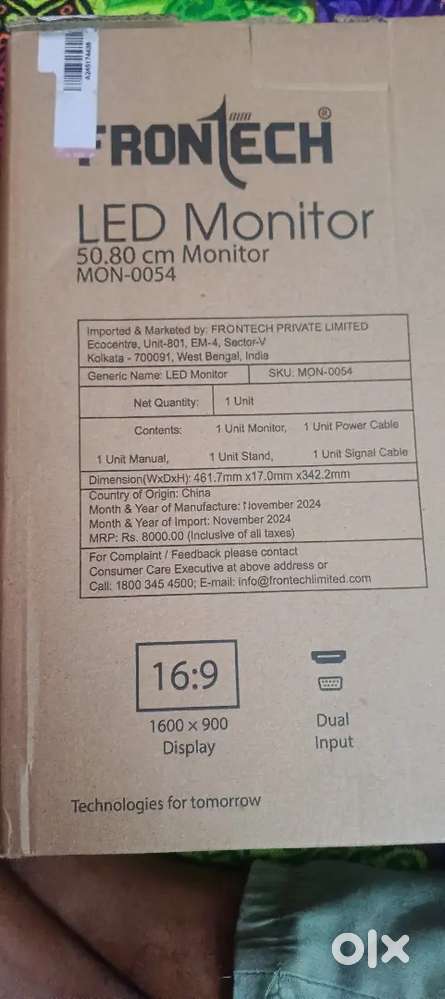 A245174438
FRONTECH®
LED Monitor
50.80 cm Monitor
MON-0054
Imported & Marketed by: FRONTECH PRIVATE LIMITED
Ecocentre, Unit-801, EM-4, Sector-V
Kolkata - 700091, West Bengal, India
Generic Name: LED Monitor SKU: MON-0054
Net Quantity: 1 Unit
Contents: 1 Unit Monitor, 1 Unit Power Cable
1 Unit Manual, 1 Unit Stand, 1 Unit Signal Cable
Dimension(WxDxH): 461.7mm x17.0mm x342.2mm
Country of Origin: China
Month & Year of Manufacture: November 2024
Month & Year of Import: November 2024
MRP: Rs. 8000.00 (Inclusive of all taxes)
For Complaint / Feedback please contact
Consumer Care Executive at above address or
Call: 1800 345 4500; E-mail: info@frontechlimited.com
16:9
1600 × 900
Display
Dual
Input
Technologies for tomorrow
olx